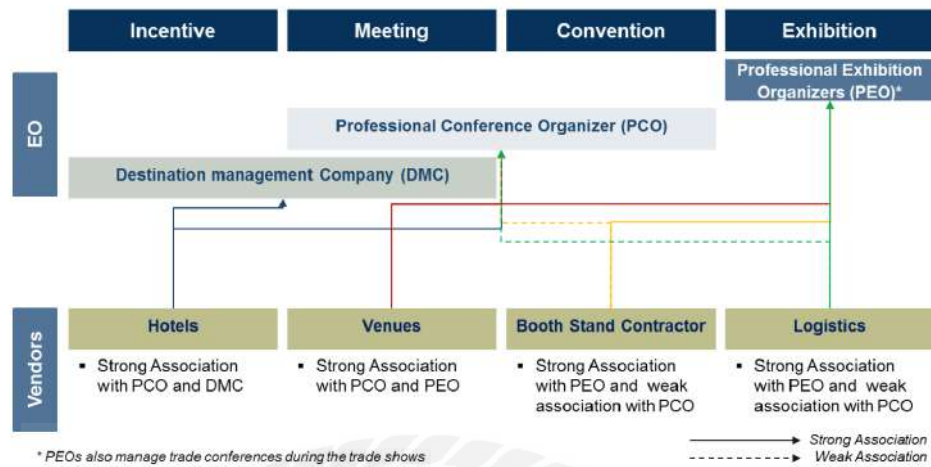 Incentive
Meeting
Convention
Exhibition
EO
Professional Exhibition
Organizers (PEO)*
Professional Conference Organizer (PCO)
Destination management Company (DMC)
Vendors
Hotels
Venues
Booth Stand Contractor
Logistics
▪ Strong Association
with PCO and DMC
▪ Strong Association
with PCO and PEO
▪ Strong Association
with PEO and weak
association with PCO
▪ Strong Association
with PEO and weak
association with PCO
* PEOs also manage trade conferences during the trade shows
Strong Association
Weak Association